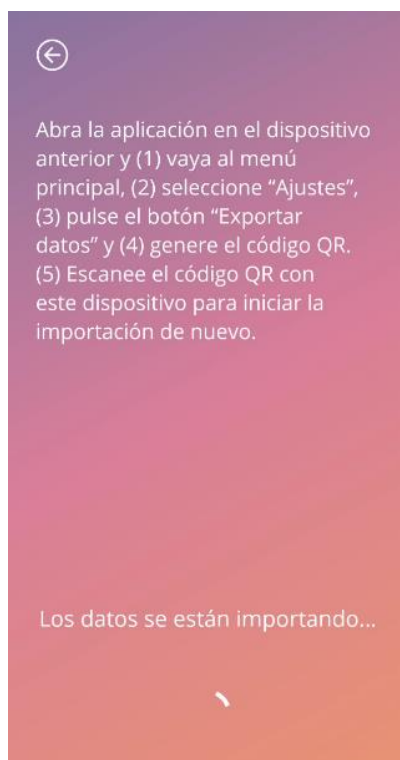 Abra la aplicación en el dispositivo
anterior y (1) vaya al menú
principal, (2) seleccione “Ajustes”,
(3) pulse el botón “Exportar
datos” y (4) genere el código QR.
(5) Escanee el código QR con
este dispositivo para iniciar la
importación de nuevo.
Los datos se están importando...